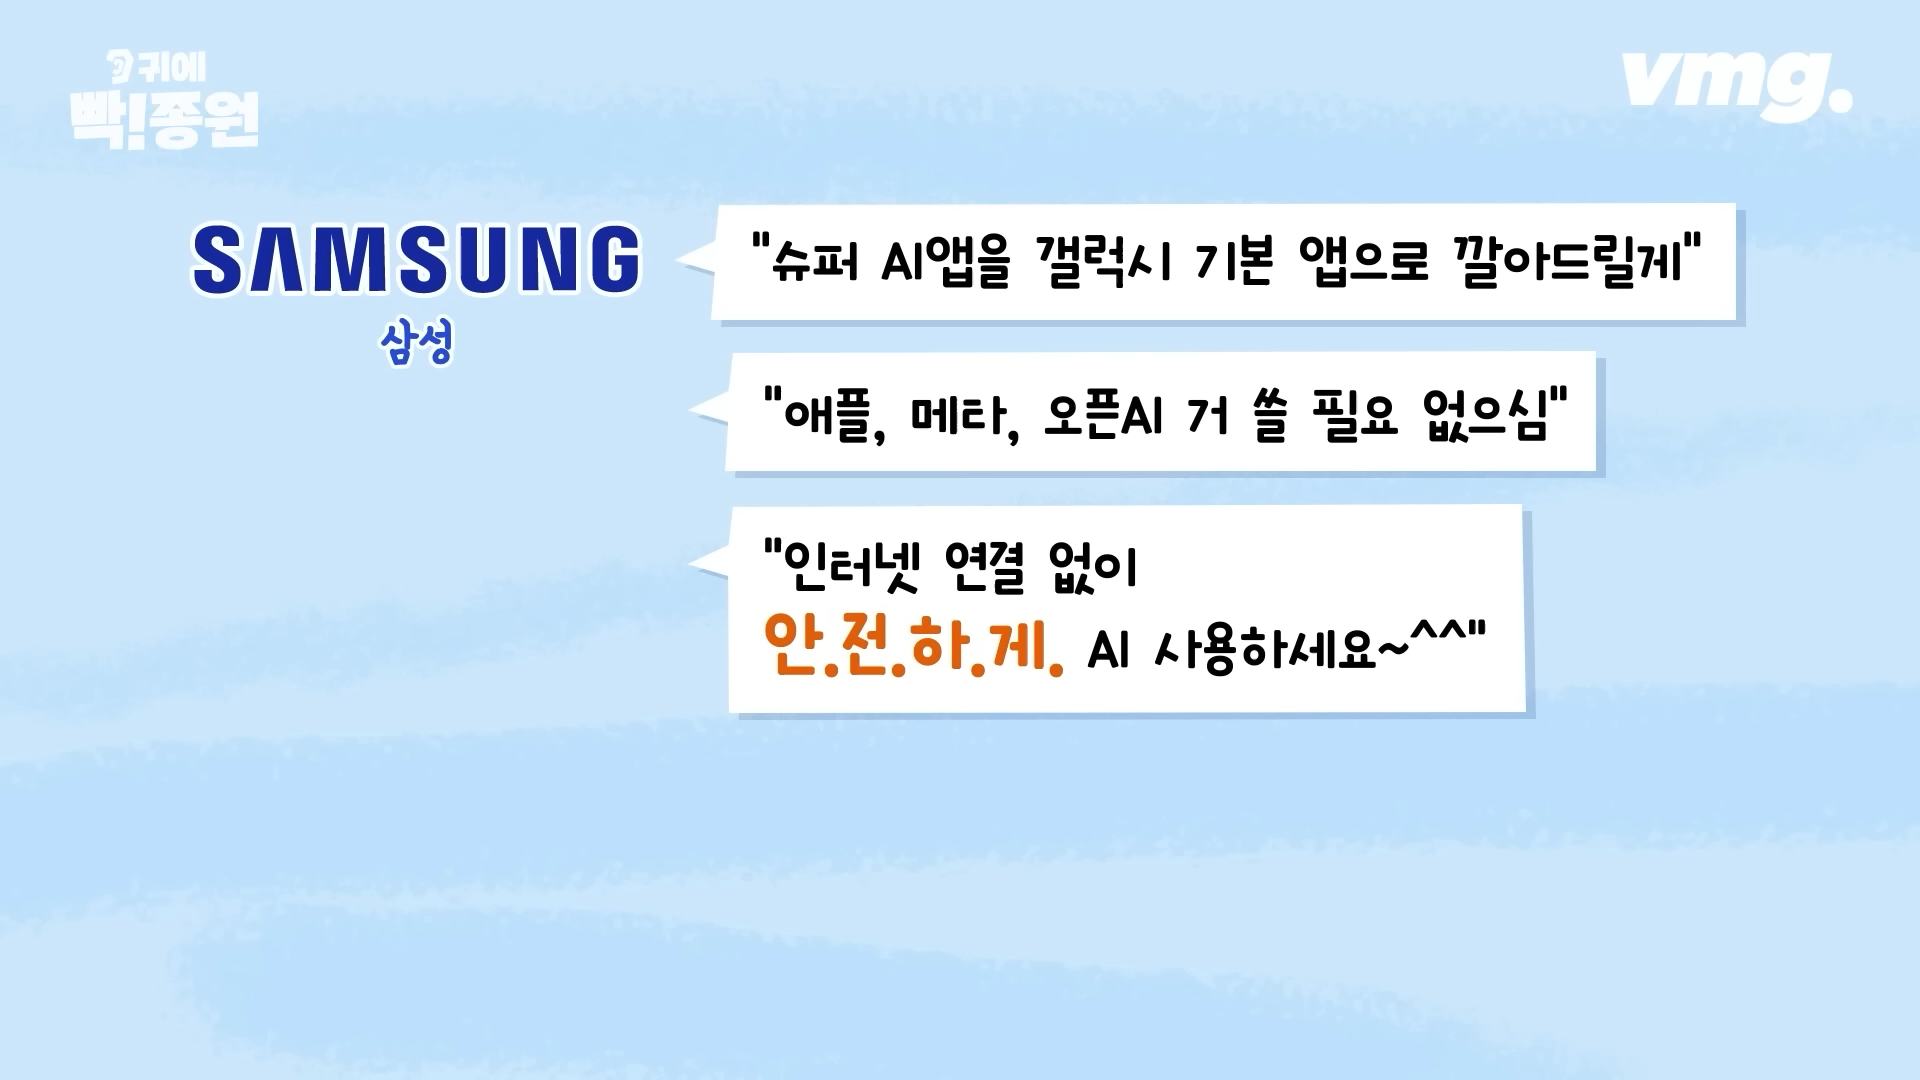 귀에
빡!종원
vmg.
SAMSUNG
삼성
"슈퍼 AI앱을 갤럭시 기본 앱으로 깔아드릴게"
"애플, 메타, 오픈AI 거 쓸 필요 없으심"
"인터넷 연결 없이
안.전.하.게. AI 사용하세요~^^"